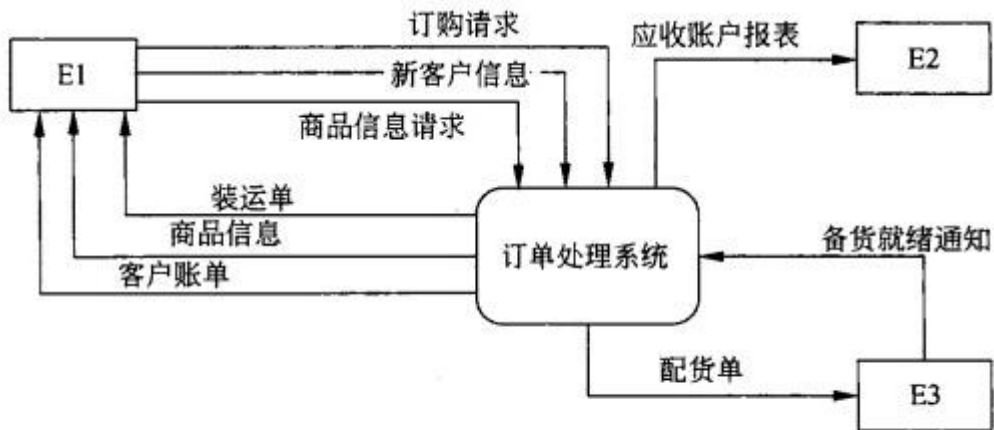 订购请求
应收账户报表
E1
E2
新客户信息
商品信息请求
装运单
商品信息
订单处理系统
备货就绪通知
客户账单
配货单
E3